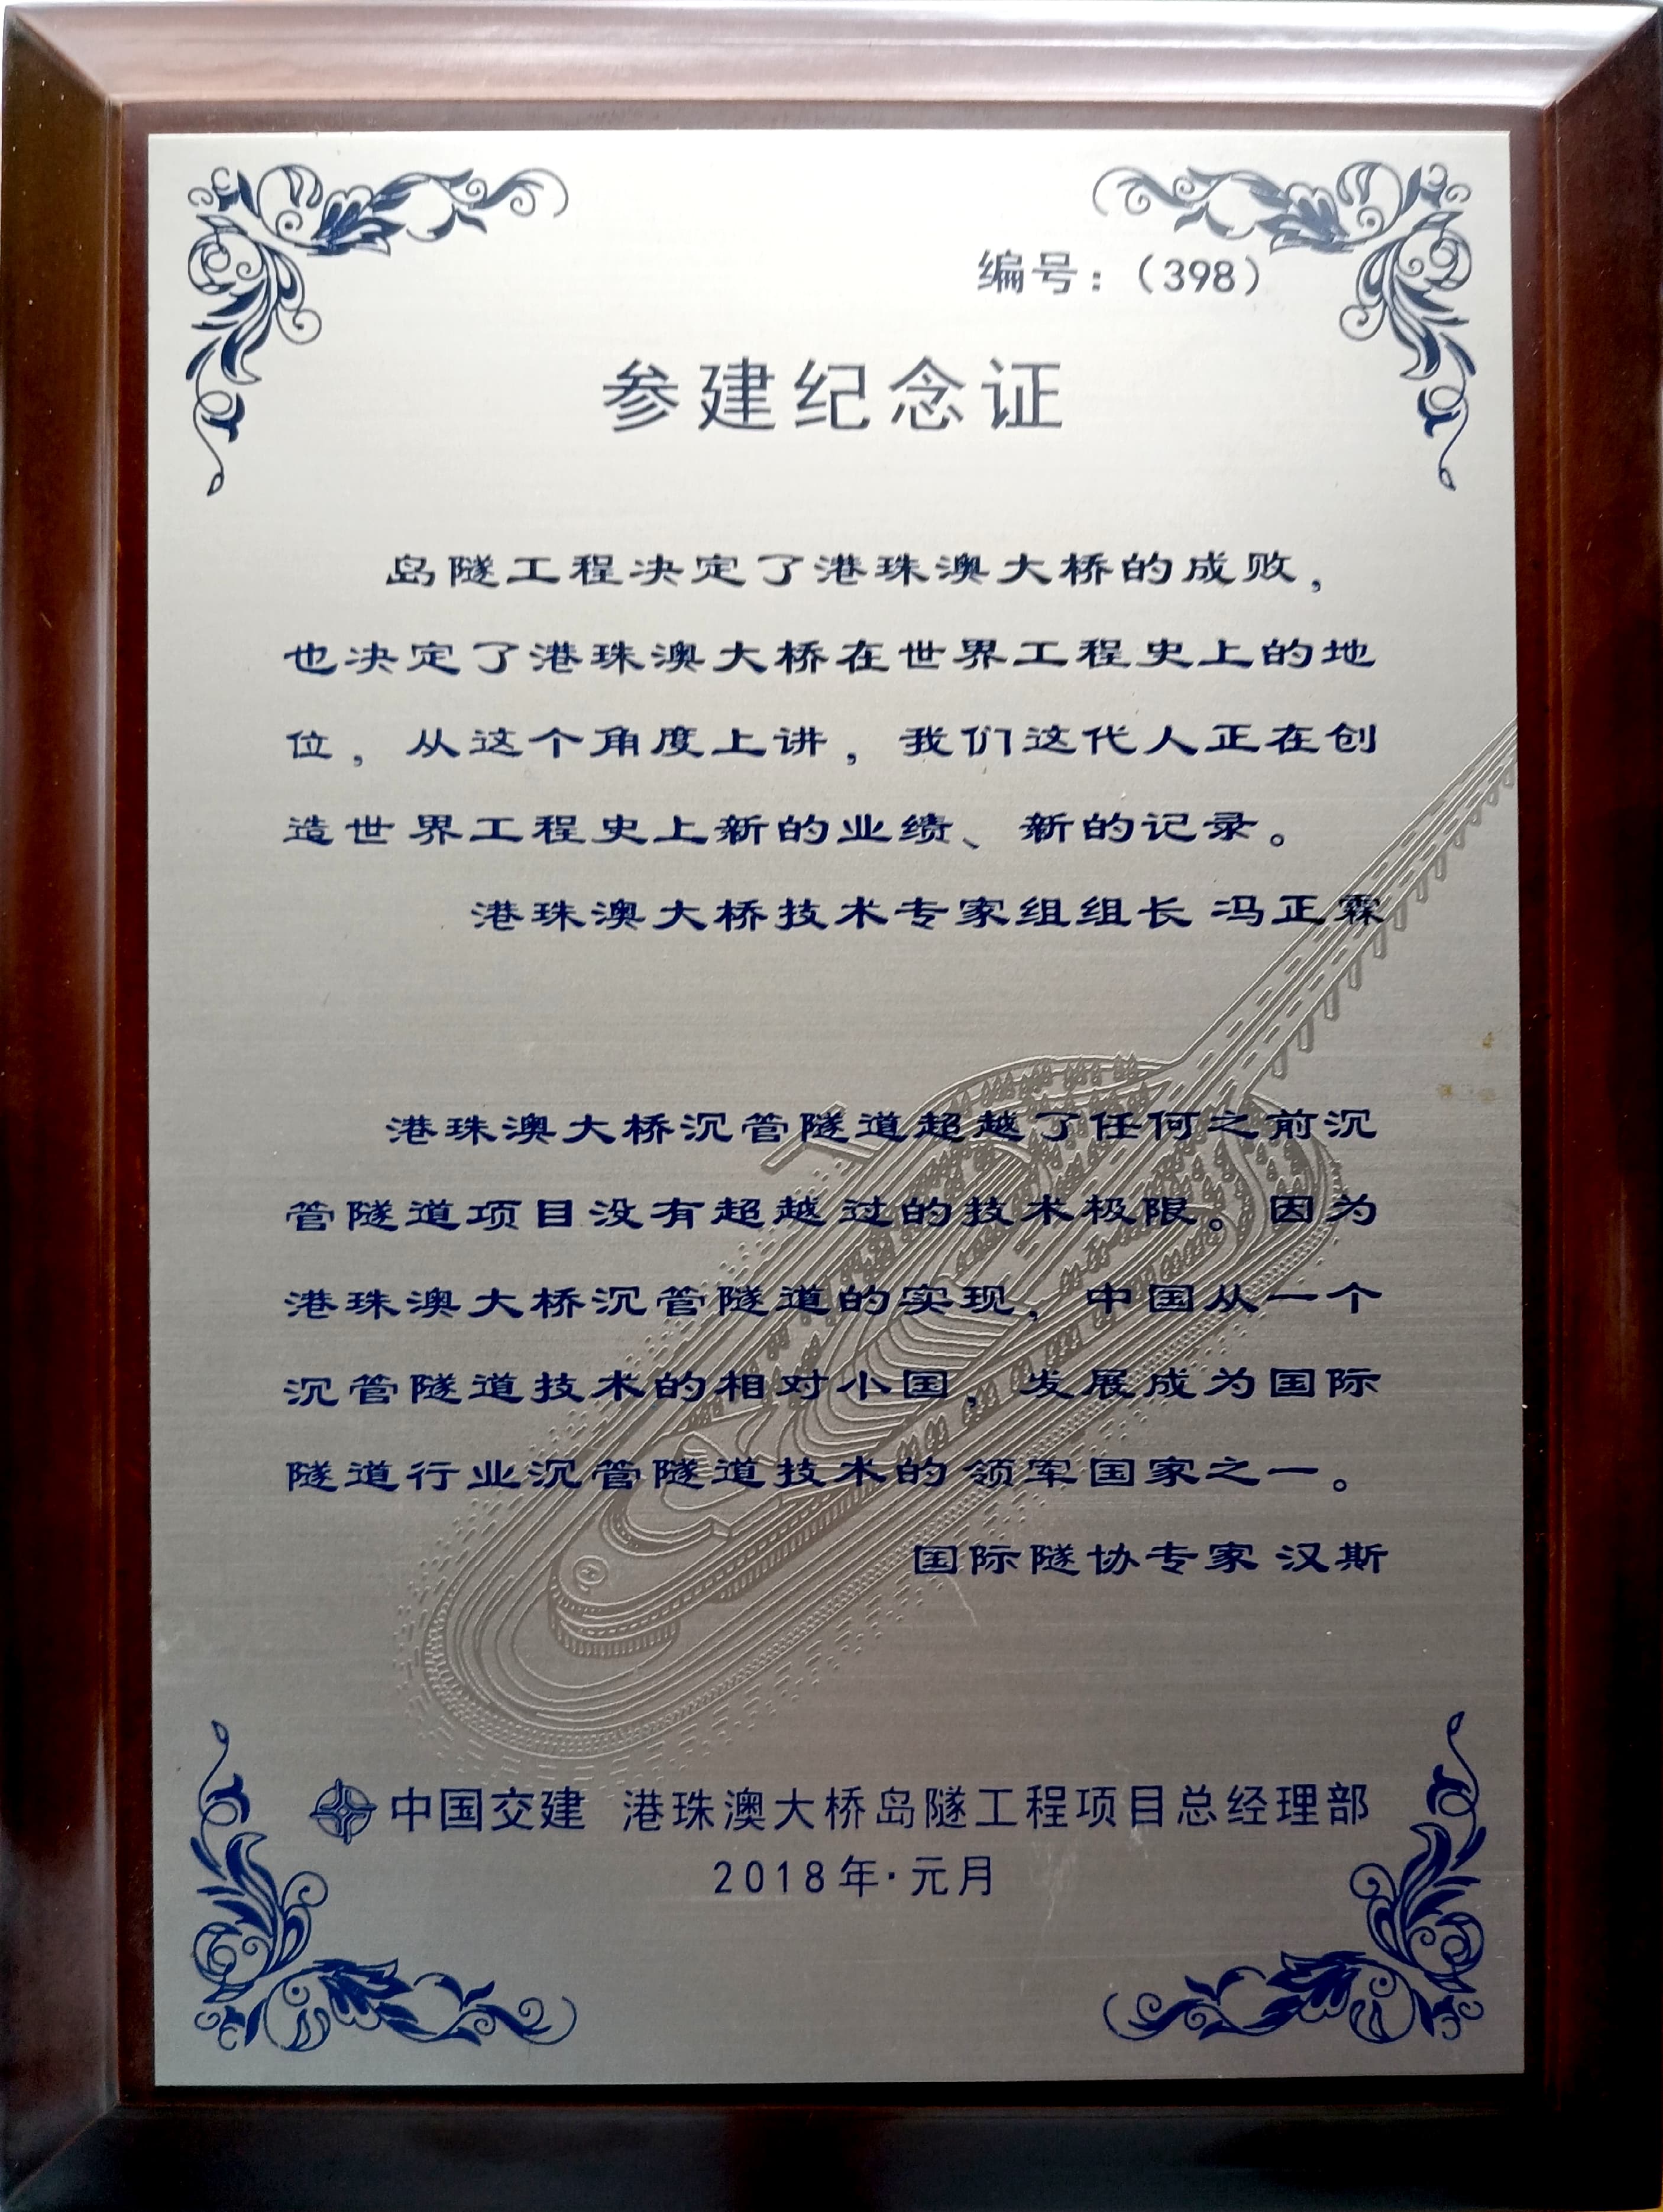 编号：（398）
参建纪念证
岛隧工程决定了港珠澳大桥的成败，
也决定了港珠澳大桥在世界工程史上的地
位，从这个角度上讲，我们这代人正在创
造世界工程史上新的业绩、新的记录。
港珠澳大桥技术专家组组长 冯正霖
港珠澳大桥沉管隧道超越了任何之前沉
管隧道项目没有超越过的技术极限。因为
港珠澳大桥沉管隧道的实现，中国从一个
沉管隧道技术的相对小国，发展成为国际
隧道行业沉管隧道技术的领军国家之一。
国际隧协专家 汉斯
中国交建 港珠澳大桥岛隧工程项目总经理部
2018年·元月